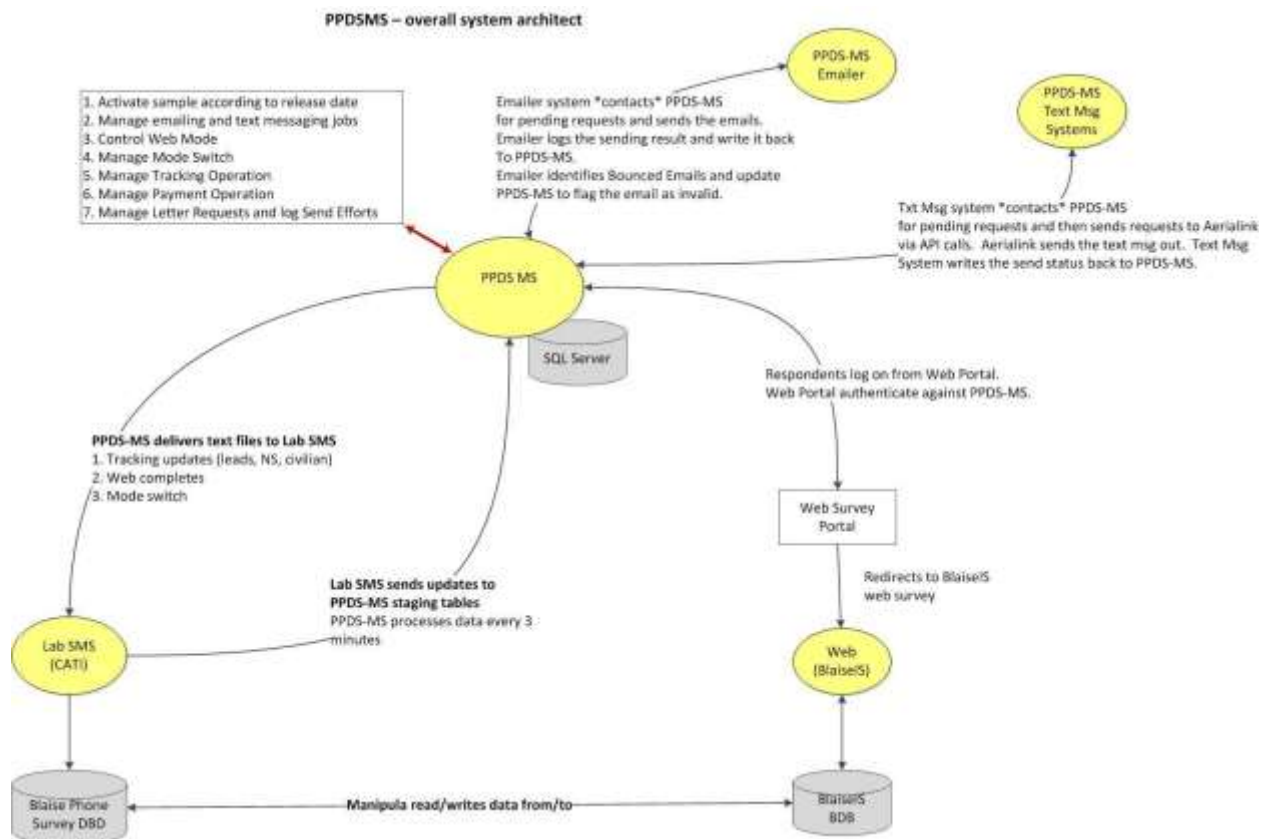 PPDSMS – overall system architect
PPDS-MS
Emailer
PPDS-MS
Text Msg
Systems
1. Activate sample according to release date
2. Manage emailing and text messaging jobs
3. Control Web Mode
4. Manage Mode Switch
5. Manage Tracking Operation
6. Manage Payment Operation
7. Manage Letter Requests and log Send Efforts
Emailer system *contacts* PPDS-MS
for pending requests and sends the emails.
Emailer logs the sending result and write it back
To PPDS-MS.
Emailer identifies Bounced Emails and update
PPDS-MS to flag the email as invalid.
Txt Msg system *contacts* PPDS-MS
for pending requests and then sends requests to Aerialink
via API calls. Aerialink sends the text msg out. Text Msg
System writes the send status back to PPDS-MS.
PPDS MS
SQL Server
Respondents log on from Web Portal.
Web Portal authenticate against PPDS-MS.
PPDS-MS delivers text files to Lab SMS
1. Tracking updates (leads, NS, civilian)
2. Web completes
3. Mode switch
Web Survey
Portal
Lab SMS sends updates to
PPDS-MS staging tables
PPDS-MS processes data every 3
minutes
Redirects to BlaiseIS
web survey
Lab SMS
(CATI)
Web
(BlaiseIS)
Blaise Phone
Survey DBD
Manipula read/writes data from/to
BlaiseIS
BDB